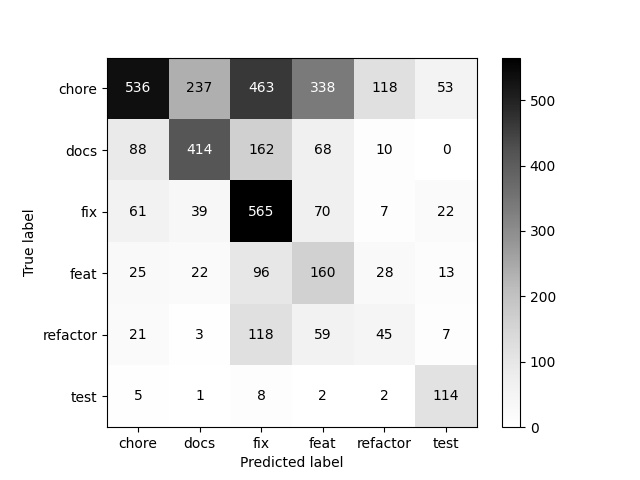 chore 536 237 463 338 118 53
docs 88 414 162 68 10 0
fix 61 39 565 70 7 22
feat 25 22 96 160 28 13
refactor 21 3 118 59 45 7
test 5 1 8 2 2 114
chore docs fix feat refactor test
Predicted label
True label
500
400
300
200
100
0